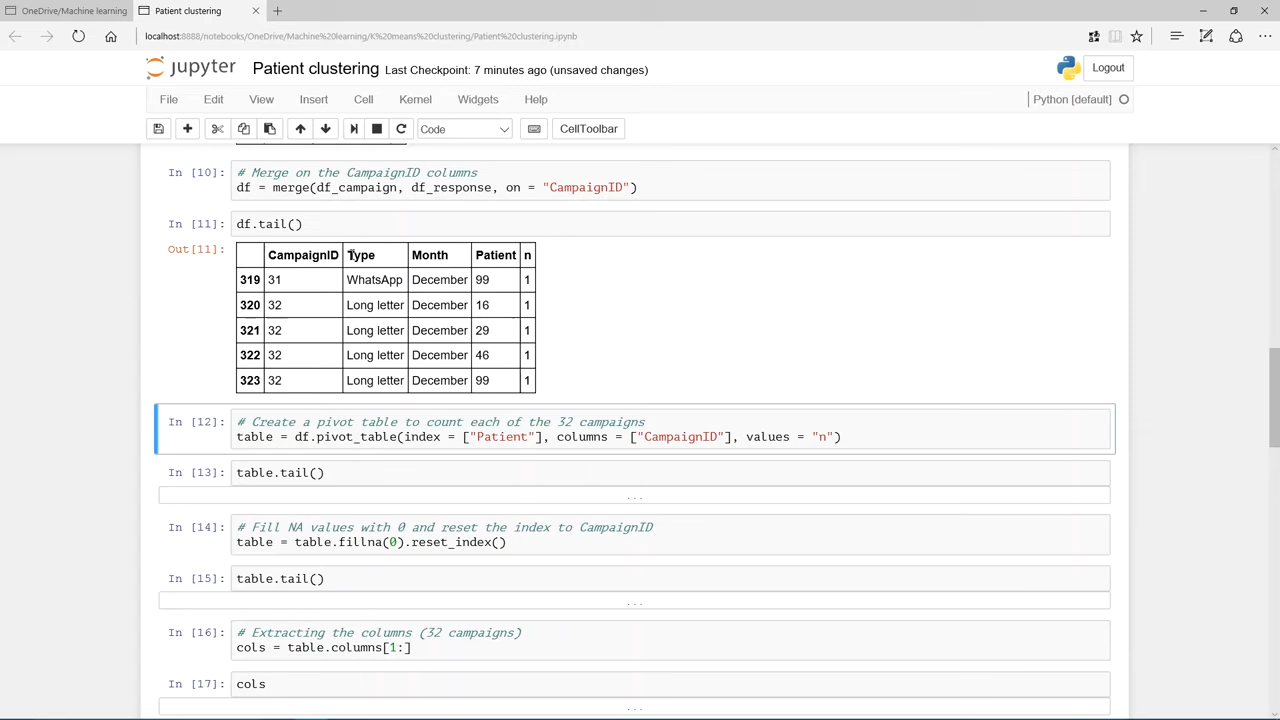 OneDrive/Machine learning
Patient clustering
localhost:8888/notebooks/OneDrive/Machine%20learning/K%20means%20clustering/Patient%20clustering.ipynb
jupyter Patient clustering Last Checkpoint: 7 minutes ago (unsaved changes) Logout
File Edit View Insert Cell Kernel Widgets Help Python [default]
Code CellToolbar
In [10]: # Merge on the CampaignID columns
df = merge(df_campaign, df_response, on = "CampaignID")
In [11]: df.tail()
Out[11]: CampaignID Type Month Patient n
319 31 WhatsApp December 99 1
320 32 Long letter December 16 1
321 32 Long letter December 29 1
322 32 Long letter December 46 1
323 32 Long letter December 99 1
In [12]: # Create a pivot table to count each of the 32 campaigns
table = df.pivot_table(index = ["Patient"], columns = ["CampaignID"], values = "n")
In [13]: table.tail()
...
In [14]: # Fill NA values with 0 and reset the index to CampaignID
table = table.fillna(0).reset_index()
In [15]: table.tail()
...
In [16]: # Extracting the columns (32 campaigns)
cols = table.columns[1:]
In [17]: cols
...